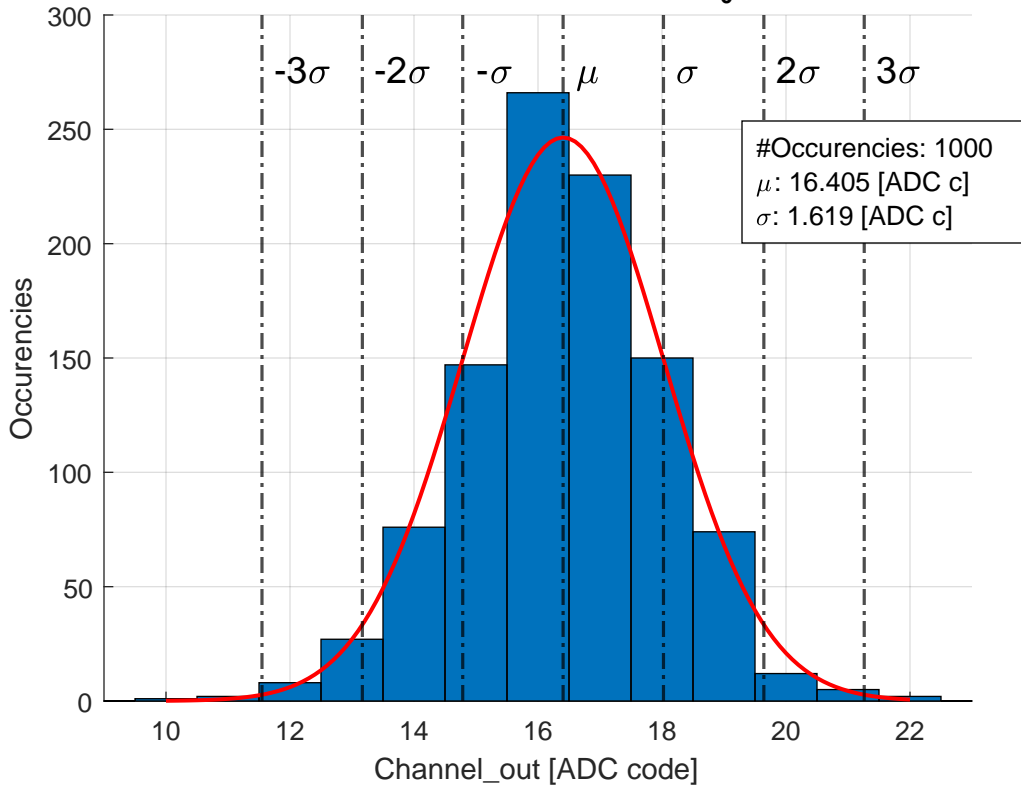 300
250
200
150
100
50
0
Occurencies
-3σ
-2σ
-σ
μ
σ
2σ
3σ
#Occurencies: 1000
μ: 16.405 [ADC c]
σ: 1.619 [ADC c]
10
12
14
16
18
20
22
Channel_out [ADC code]